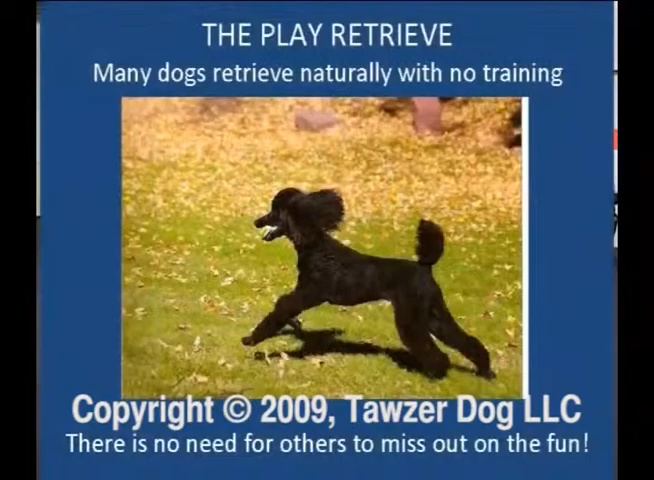 THE PLAY RETRIEVE
Many dogs retrieve naturally with no training
Copyright © 2009, Tawzer Dog LLC
There is no need for others to miss out on the fun!